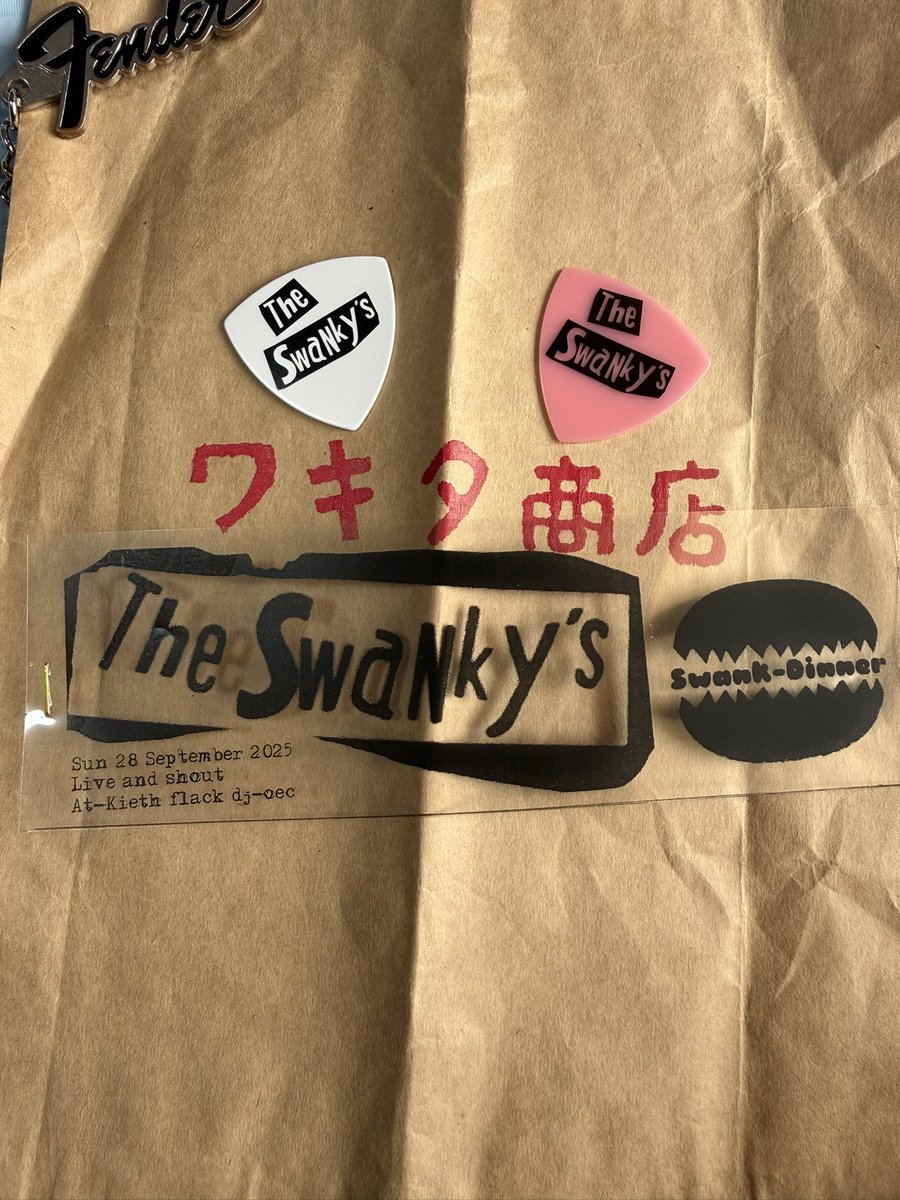 Fender
The
Swanky's
The
Swanky's
ワキタ商店
The Swanky's
Swank-Dinner
Sun 28 September 2025
Live and shout
At-Kieth flack dj-oec